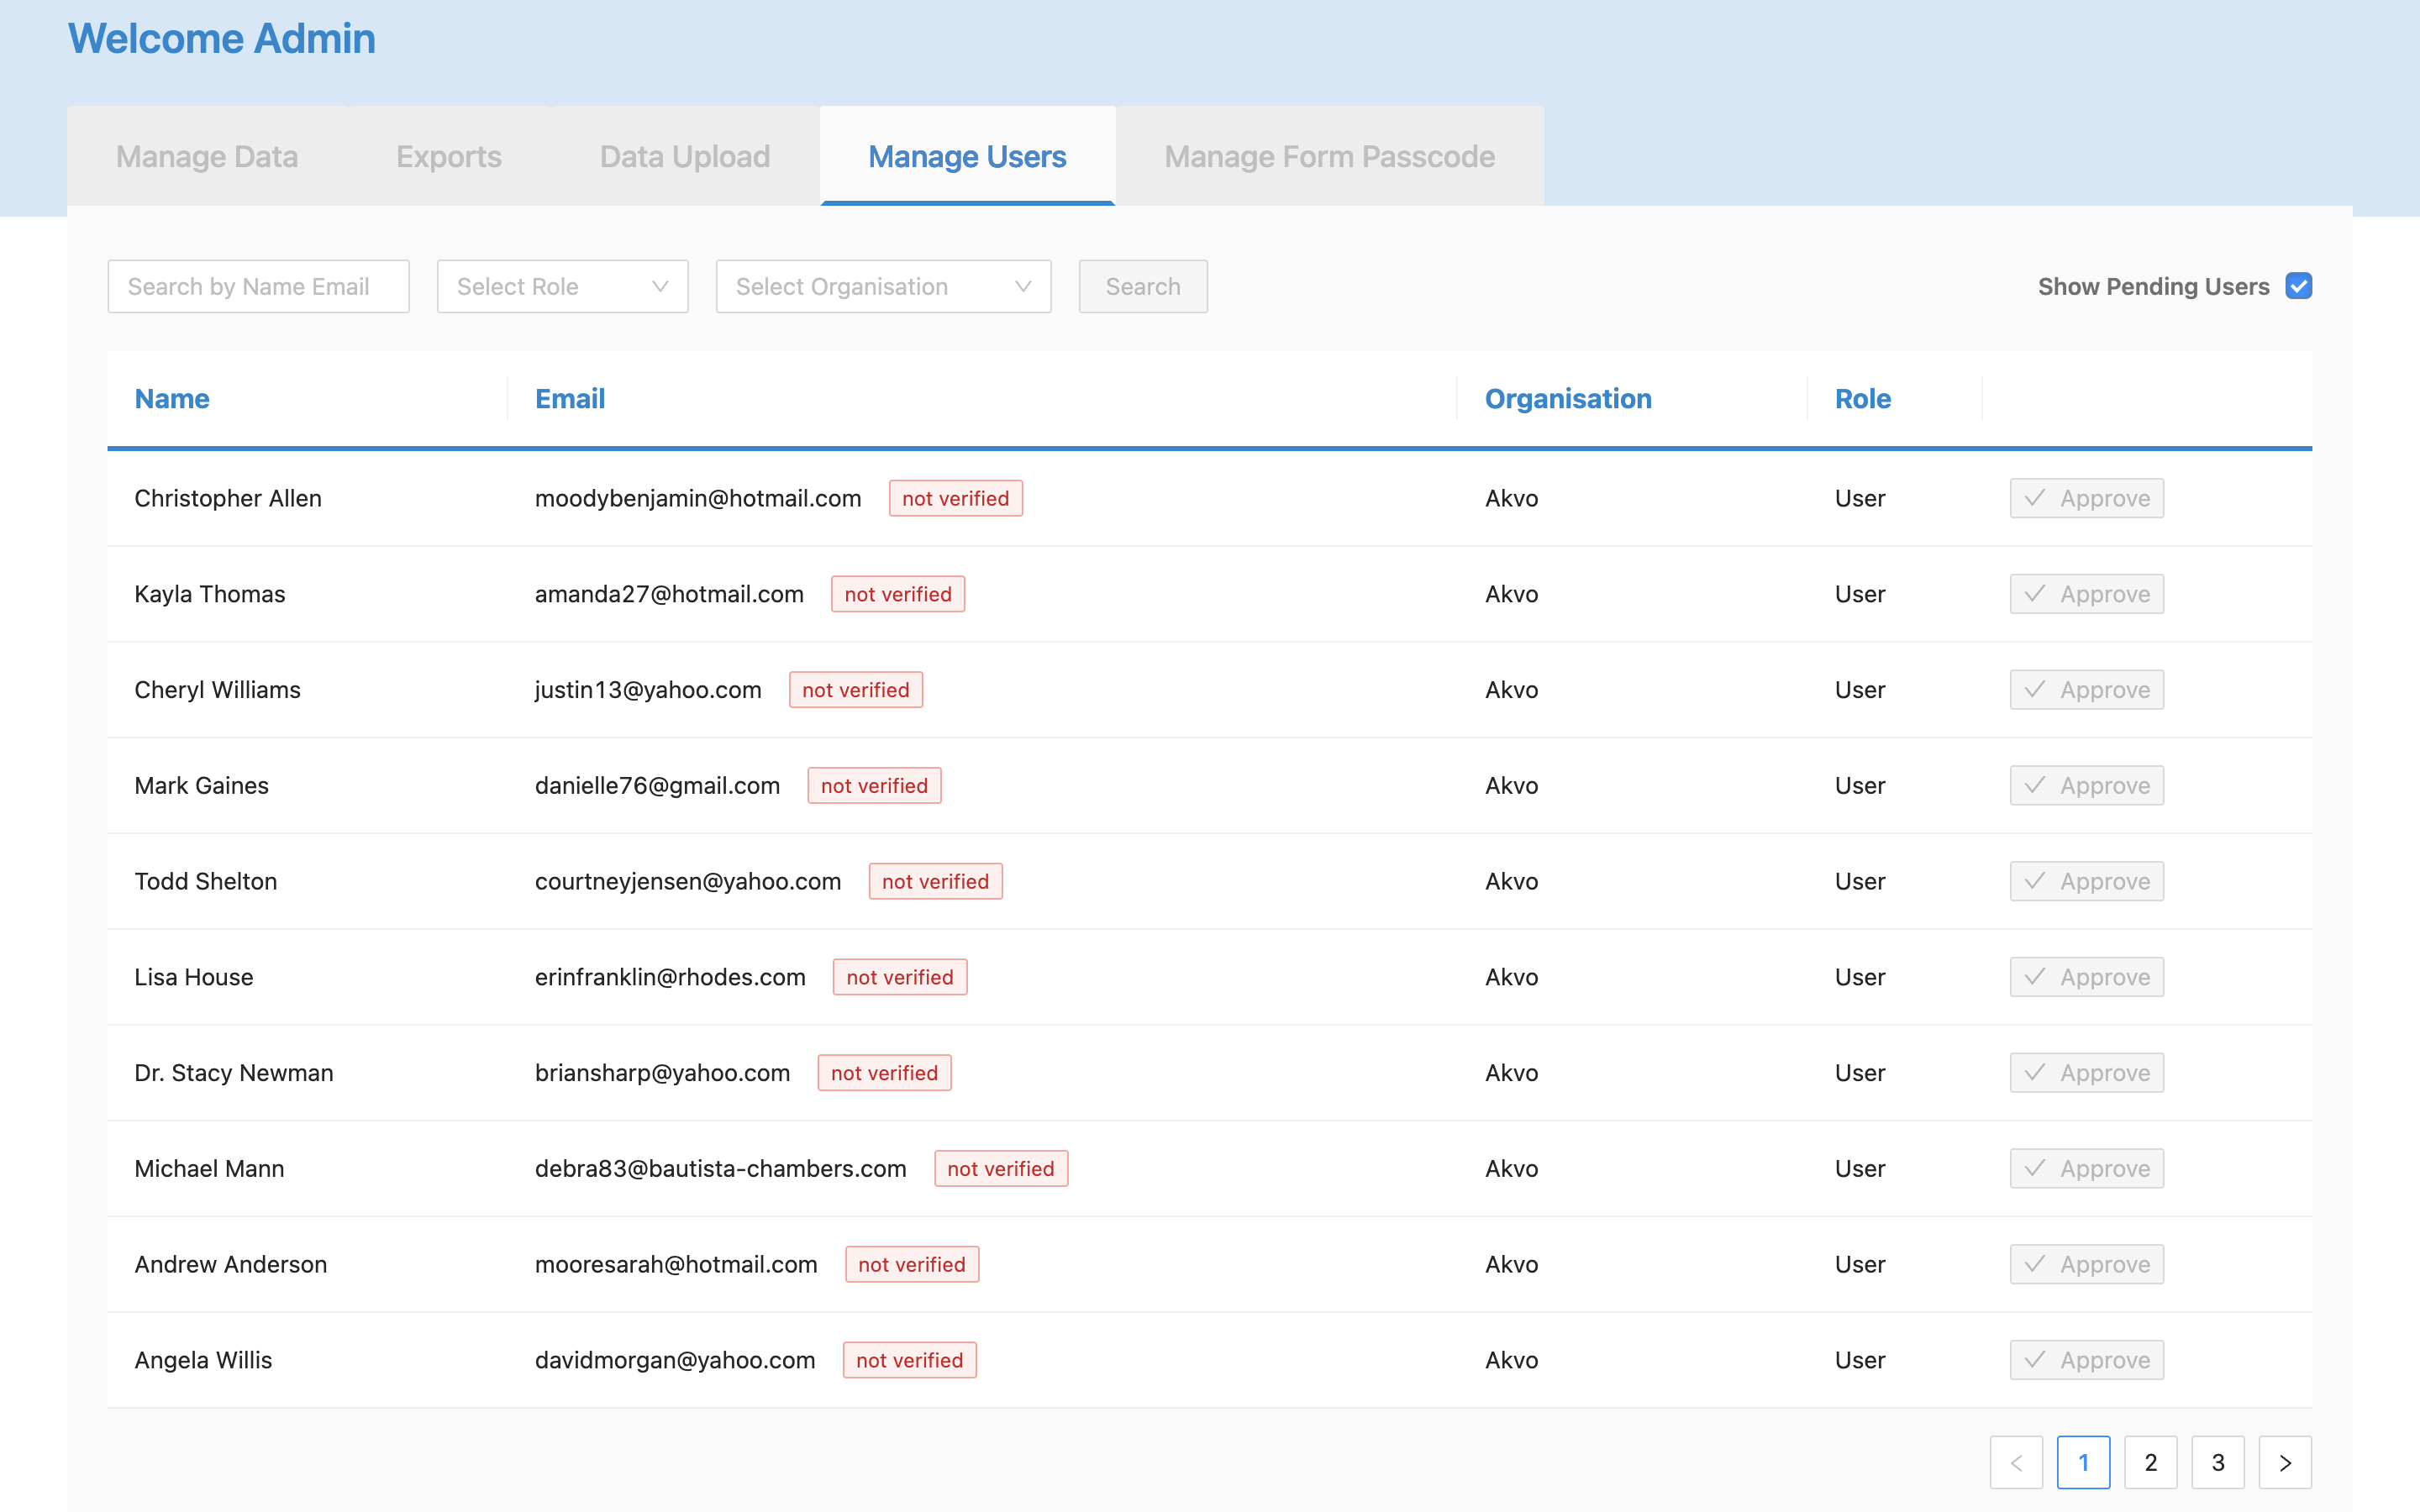 Welcome Admin
Manage Data Exports Data Upload Manage Users Manage Form Passcode
Search by Name Email Select Role Select Organisation Search Show Pending Users
Name Email Organisation Role
Christopher Allen moodybenjamin@hotmail.com not verified Akvo User Approve
Kayla Thomas amanda27@hotmail.com not verified Akvo User Approve
Cheryl Williams justin13@yahoo.com not verified Akvo User Approve
Mark Gaines danielle76@gmail.com not verified Akvo User Approve
Todd Shelton courtneyjensen@yahoo.com not verified Akvo User Approve
Lisa House erinfranklin@rhodes.com not verified Akvo User Approve
Dr. Stacy Newman briansharp@yahoo.com not verified Akvo User Approve
Michael Mann debra83@bautista-chambers.com not verified Akvo User Approve
Andrew Anderson mooresarah@hotmail.com not verified Akvo User Approve
Angela Willis davidmorgan@yahoo.com not verified Akvo User Approve
< 1 2 3 >